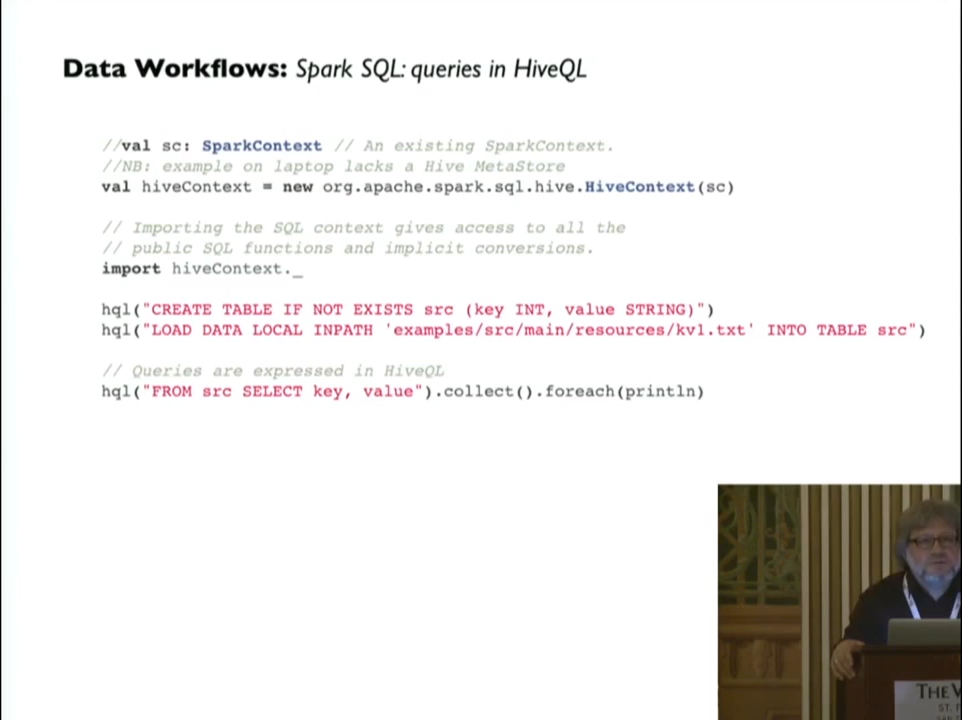 Data Workflows: Spark SQL: queries in HiveQL
//val sc: SparkContext // An existing SparkContext.
//NB: example on laptop lacks a Hive MetaStore
val hiveContext = new org.apache.spark.sql.hive.HiveContext(sc)
// Importing the SQL context gives access to all the
// public SQL functions and implicit conversions.
import hiveContext._
hql("CREATE TABLE IF NOT EXISTS src (key INT, value STRING)")
hql("LOAD DATA LOCAL INPATH 'examples/src/main/resources/kv1.txt' INTO TABLE src")
// Queries are expressed in HiveQL
hql("FROM src SELECT key, value").collect().foreach(println)
THE
ST.